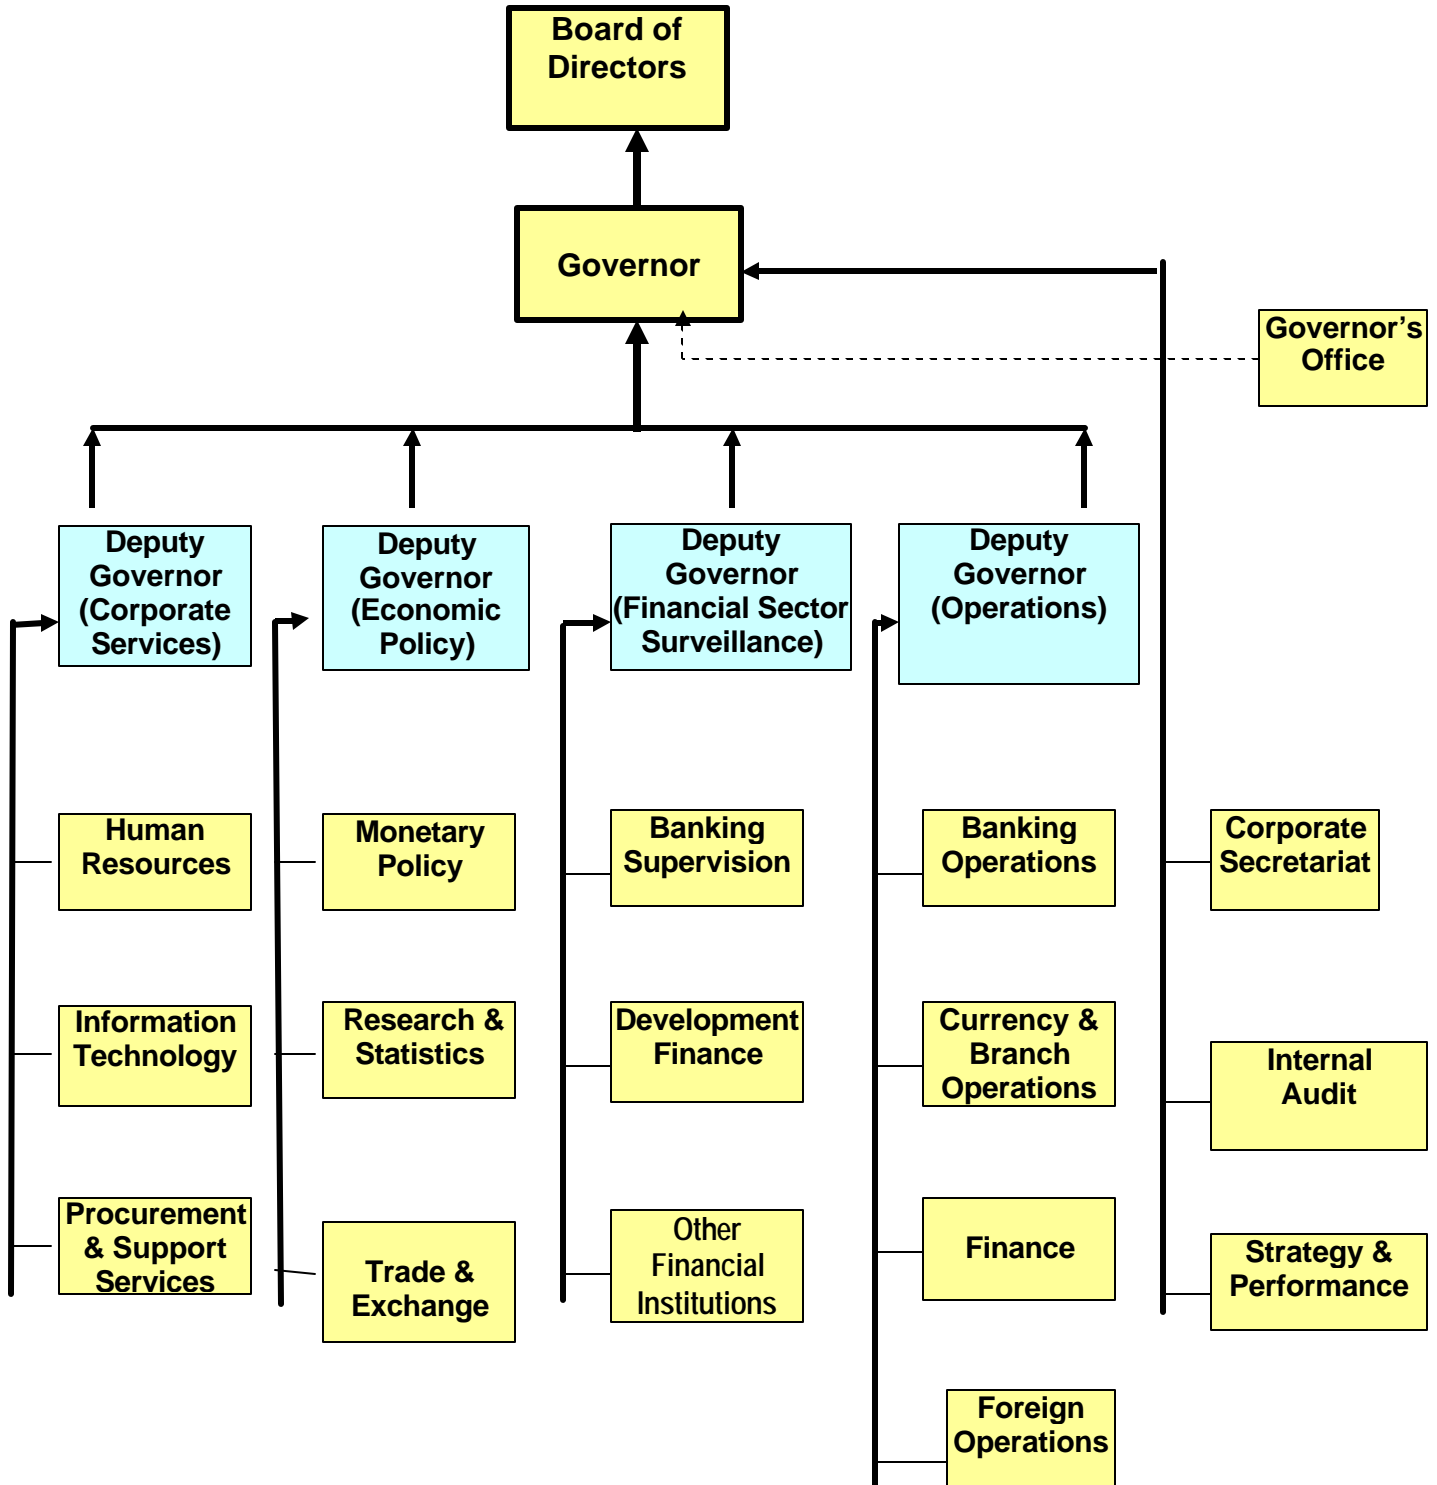 Board of
Directors
Governor
Governor’s
Office
Deputy
Governor
(Corporate
Services)
Deputy
Governor
(Economic
Policy)
Deputy
Governor
(Financial Sector
Surveillance)
Deputy
Governor
(Operations)
Human
Resources
Monetary
Policy
Banking
Supervision
Banking
Operations
Corporate
Secretariat
Information
Technology
Research &
Statistics
Development
Finance
Currency &
Branch
Operations
Internal
Audit
Procurement
& Support
Services
Trade &
Exchange
Other
Financial
Institutions
Finance
Strategy &
Performance
Foreign
Operations